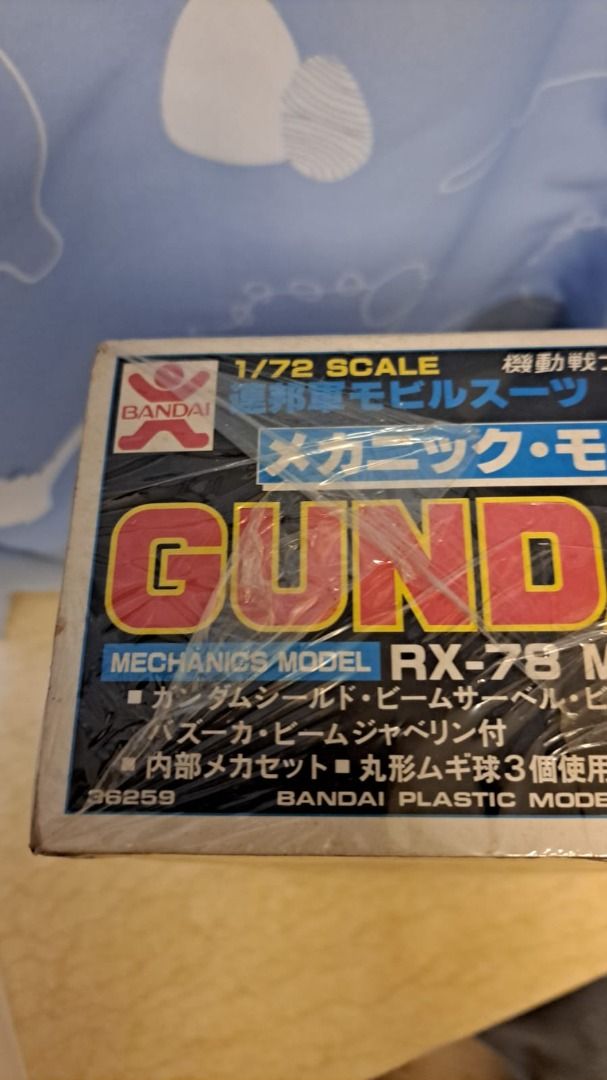 BANDAI
1/72 SCALE
機動戦
連邦軍モビルスーツ
メカニック・モ
GUND
MECHANICS MODEL
RX-78 M
■ガンダムシールド・ビームサーベル・ビ
バズーカ・ビームジャベリン付
■内部メカセット■丸形ムギ球3個使用
36259
BANDAI PLASTIC MODE